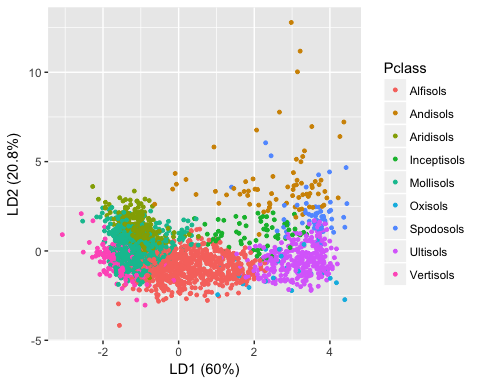 Pclass
Alfisols
Andisols
Aridisols
Inceptisols
Mollisols
Oxisols
Spodosols
Ultisols
Vertisols
LD2 (20.8%)
10
5
0
-5
-2
0
2
4
LD1 (60%)